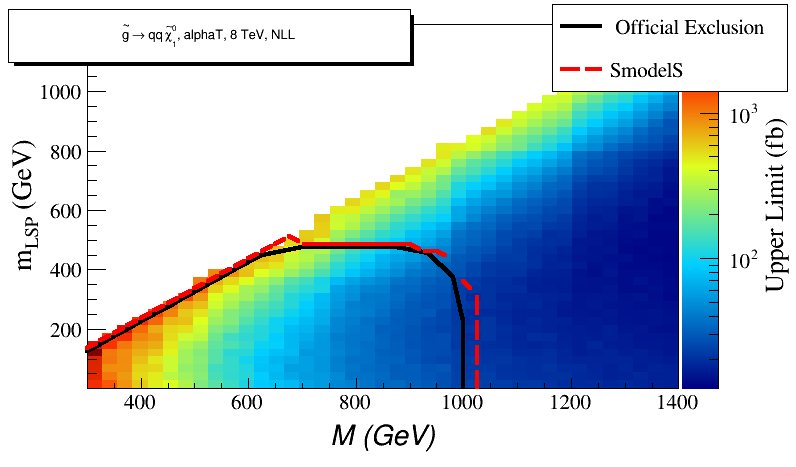 g̃ → qq χ̃⁰₁, alphaT, 8 TeV, NLL
Official Exclusion
SmodelS
m_LSP (GeV)
1000
800
600
400
200
400
600
800
1000
1200
1400
M (GeV)
10³
10²
Upper Limit (fb)